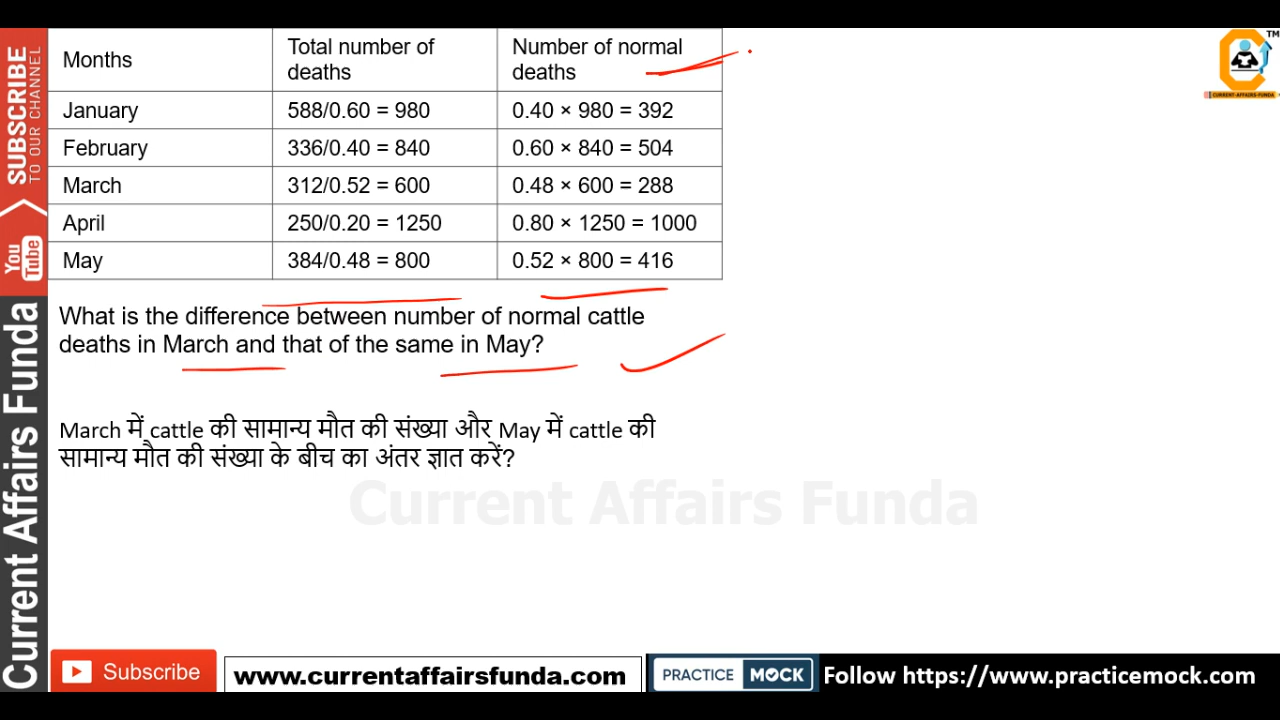 Months
Total number of deaths
Number of normal deaths
January
588/0.60 = 980
0.40 × 980 = 392
February
336/0.40 = 840
0.60 × 840 = 504
March
312/0.52 = 600
0.48 × 600 = 288
April
250/0.20 = 1250
0.80 × 1250 = 1000
May
384/0.48 = 800
0.52 × 800 = 416
What is the difference between number of normal cattle
deaths in March and that of the same in May?
March में cattle की सामान्य मौत की संख्या और May में cattle की
सामान्य मौत की संख्या के बीच का अंतर ज्ञात करें?
Current Affairs Funda
SUBSCRIBE
TO OUR CHANNEL
You
Tube
Current Affairs Funda
TM
CURRENT-AFFAIRS-FUNDA
Subscribe
www.currentaffairsfunda.com
PRACTICE MOCK
Follow https://www.practicemock.com